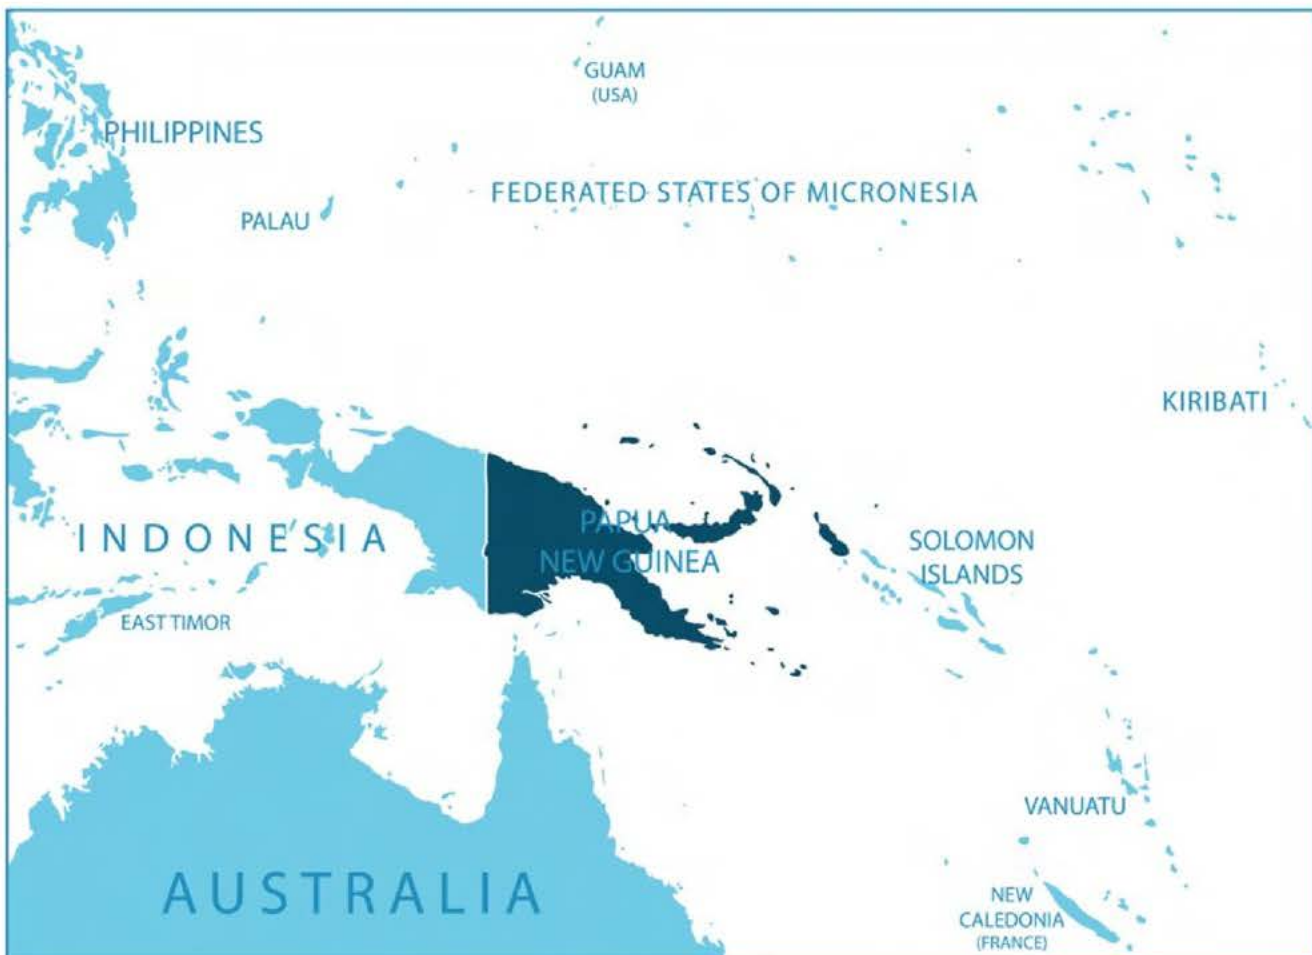 GUAM
(USA)
PHILIPPINES
FEDERATED STATES OF MICRONESIA
PALAU
KIRIBATI
PAPUA
NEW GUINEA
INDONESIA
SOLOMON
ISLANDS
EAST TIMOR
VANUATU
AUSTRALIA
NEW
CALEDONIA
(FRANCE)